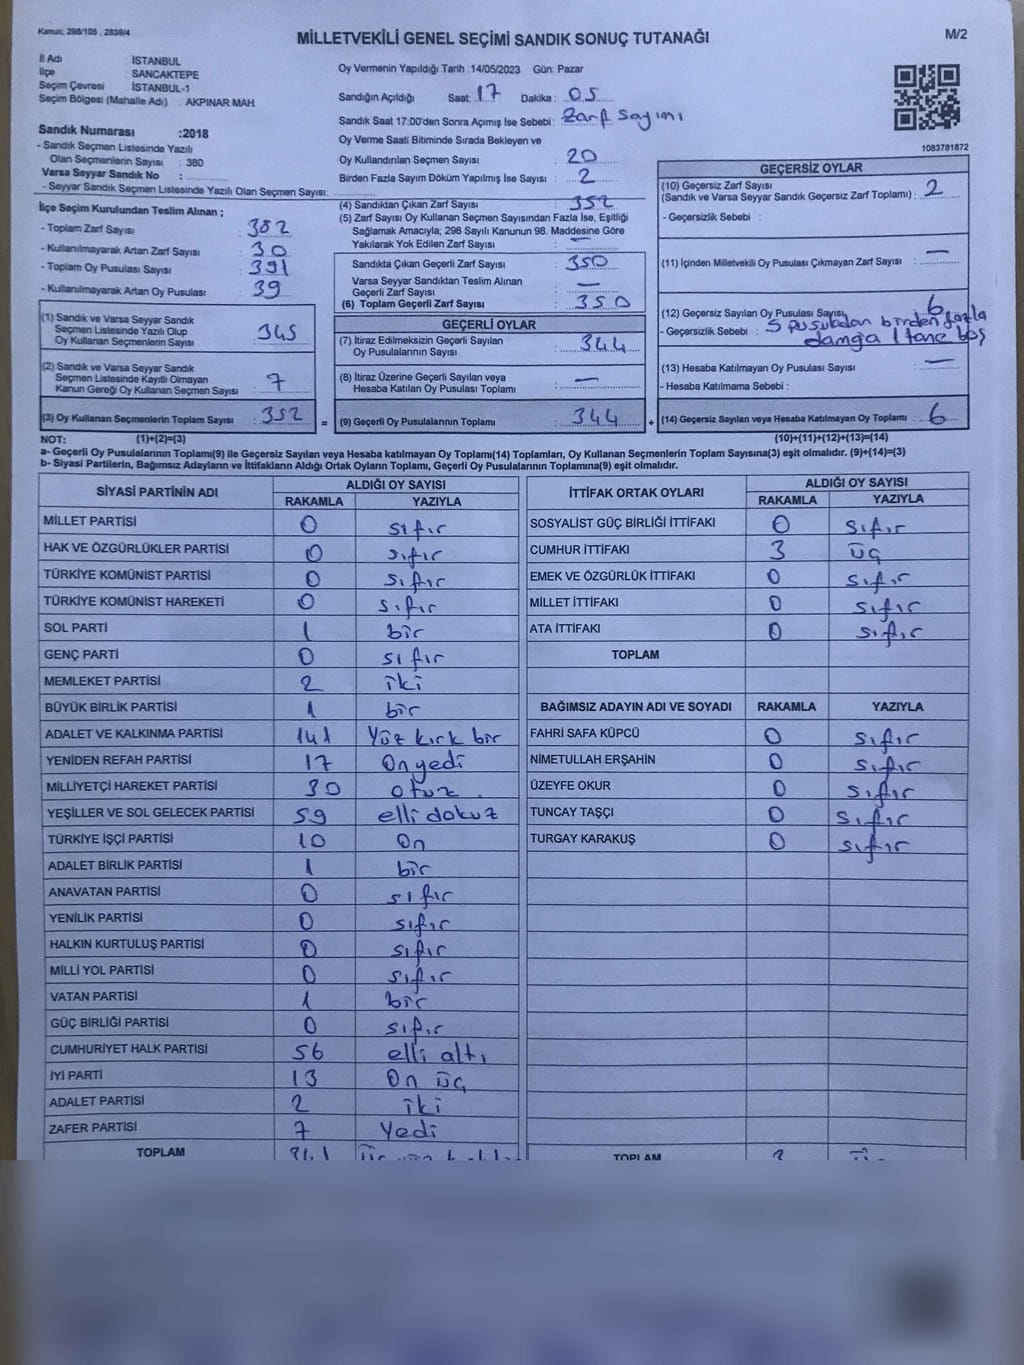 Kanun, 298/105 , 2839/4
MİLLETVEKİLİ GENEL SEÇİMİ SANDIK SONUÇ TUTANAĞI
M/2
İl Adı : İSTANBUL
İlçe : SANCAKTEPE
Seçim Çevresi : İSTANBUL-1
Seçim Bölgesi (Mahalle Adı) : AKPINAR MAH
Sandık Numarası :2018
- Sandık Seçmen Listesinde Yazılı
Olan Seçmenlerin Sayısı : 380
Varsa Seyyar Sandık No :
- Seyyar Sandık Seçmen Listesinde Yazılı Olan Seçmen Sayısı:
Oy Vermenin Yapıldığı Tarih :14/05/2023 Gün: Pazar
Sandığın Açıldığı Saat: 17 Dakika : 05
Sandık Saat 17:00'den Sonra Açılmış İse Sebebi : Zarf sayımı
Oy Verme Saati Bitiminde Sırada Bekleyen ve
Oy Kullandırılan Seçmen Sayısı : 20
Birden Fazla Sayım Döküm Yapılmış İse Sayısı : 2
1083781872
İlçe Seçim Kurulundan Teslim Alınan ;
- Toplam Zarf Sayısı : 382
- Kullanılmayarak Artan Zarf Sayısı : 30
- Toplam Oy Pusulası Sayısı : 391
- Kullanılmayarak Artan Oy Pusulası : 39
(1) Sandık ve Varsa Seyyar Sandık
Seçmen Listesinde Yazılı Olup
Oy Kullanan Seçmenlerin Sayısı : 345
(2) Sandık ve Varsa Seyyar Sandık
Seçmen Listesinde Kayıtlı Olmayan
Kanun Gereği Oy Kullanan Seçmen Sayısı : 7
(3) Oy Kullanan Seçmenlerin Toplam Sayısı : 352
(4) Sandıktan Çıkan Zarf Sayısı : 352
(5) Zarf Sayısı Oy Kullanan Seçmen Sayısından Fazla İse, Eşitliği
Sağlamak Amacıyla; 298 Sayılı Kanunun 98. Maddesine Göre
Yakılarak Yok Edilen Zarf Sayısı : —
Sandıkta Çıkan Geçerli Zarf Sayısı : 350
Varsa Seyyar Sandıktan Teslim Alınan
Geçerli Zarf Sayısı : —
(6) Toplam Geçerli Zarf Sayısı : 350
GEÇERLİ OYLAR
(7) İtiraz Edilmeksizin Geçerli Sayılan
Oy Pusulalarının Sayısı : 344
(8) İtiraz Üzerine Geçerli Sayılan veya
Hesaba Katılan Oy Pusulası Toplamı : —
= (9) Geçerli Oy Pusulalarının Toplamı : 344
GEÇERSİZ OYLAR
(10) Geçersiz Zarf Sayısı
(Sandık ve Varsa Seyyar Sandık Geçersiz Zarf Toplamı) : 2
- Geçersizlik Sebebi :
(11) İçinden Milletvekili Oy Pusulası Çıkmayan Zarf Sayısı : —
(12) Geçersiz Sayılan Oy Pusulası Sayısı : 6
- Geçersizlik Sebebi : 5 pusuladan birden fazla
damga 1 tane boş
(13) Hesaba Katılmayan Oy Pusulası Sayısı : —
- Hesaba Katılmama Sebebi :
+ (14) Geçersiz Sayılan veya Hesaba Katılmayan Oy Toplamı : 6
NOT: (1)+(2)=(3) (10)+(11)+(12)+(13)=(14)
a- Geçerli Oy Pusulalarının Toplamı(9) ile Geçersiz Sayılan veya Hesaba katılmayan Oy Toplamı(14) Toplamları, Oy Kullanan Seçmenlerin Toplam Sayısına(3) eşit olmalıdır. (9)+(14)=(3)
b- Siyasi Partilerin, Bağımsız Adayların ve İttifakların Aldığı Ortak Oyların Toplamı, Geçerli Oy Pusulalarının Toplamına(9) eşit olmalıdır.
SİYASİ PARTİNİN ADI ALDIĞI OY SAYISI
RAKAMLA YAZIYLA
MİLLET PARTİSİ 0 sıfır
HAK VE ÖZGÜRLÜKLER PARTİSİ 0 sıfır
TÜRKİYE KOMÜNİST PARTİSİ 0 sıfır
TÜRKİYE KOMÜNİST HAREKETİ 0 sıfır
SOL PARTİ 1 bir
GENÇ PARTİ 0 sıfır
MEMLEKET PARTİSİ 2 iki
BÜYÜK BİRLİK PARTİSİ 1 bir
ADALET VE KALKINMA PARTİSİ 141 Yüz kırk bir
YENİDEN REFAH PARTİSİ 17 On yedi
MİLLİYETÇİ HAREKET PARTİSİ 30 otuz
YEŞİLLER VE SOL GELECEK PARTİSİ 59 elli dokuz
TÜRKİYE İŞÇİ PARTİSİ 10 On
ADALET BİRLİK PARTİSİ 1 bir
ANAVATAN PARTİSİ 0 sıfır
YENİLİK PARTİSİ 0 sıfır
HALKIN KURTULUŞ PARTİSİ 0 sıfır
MİLLİ YOL PARTİSİ 0 sıfır
VATAN PARTİSİ 1 bir
GÜÇ BİRLİĞİ PARTİSİ 0 sıfır
CUMHURİYET HALK PARTİSİ 56 elli altı
İYİ PARTİ 13 On üç
ADALET PARTİSİ 2 iki
ZAFER PARTİSİ 7 Yedi
TOPLAM 341
İTTİFAK ORTAK OYLARI ALDIĞI OY SAYISI
RAKAMLA YAZIYLA
SOSYALİST GÜÇ BİRLİĞİ İTTİFAKI 0 sıfır
CUMHUR İTTİFAKI 3 üç
EMEK VE ÖZGÜRLÜK İTTİFAKI 0 sıfır
MİLLET İTTİFAKI 0 sıfır
ATA İTTİFAKI 0 sıfır
TOPLAM
BAĞIMSIZ ADAYIN ADI VE SOYADI RAKAMLA YAZIYLA
FAHRİ SAFA KÜPCÜ 0 sıfır
NİMETULLAH ERŞAHİN 0 sıfır
ÜZEYFE OKUR 0 sıfır
TUNCAY TAŞÇI 0 sıfır
TURGAY KARAKUŞ 0 sıfır
TOPLAM